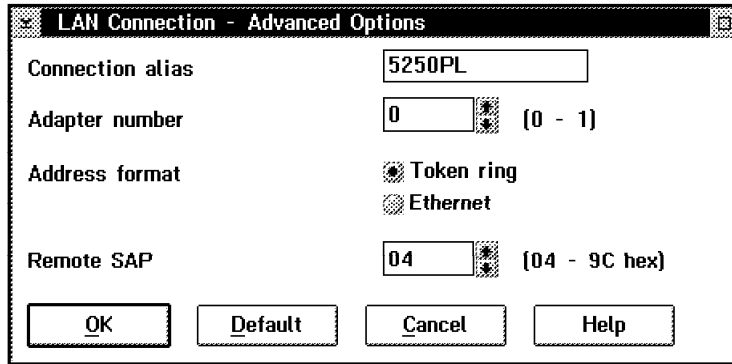 LAN Connection - Advanced Options
Connection alias 5250PL
Adapter number 0 (0 - 1)
Address format Token ring
Ethernet
Remote SAP 04 (04 - 9C hex)
OK Default Cancel Help